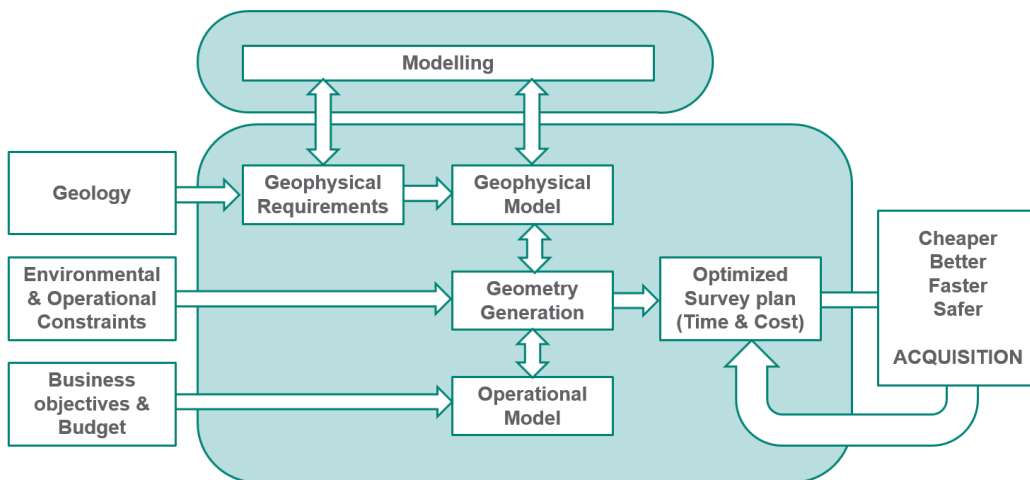 Modelling
Geology
Geophysical
Requirements
Geophysical
Model
Environmental
& Operational
Constraints
Geometry
Generation
Optimized
Survey plan
(Time & Cost)
Cheaper
Better
Faster
Safer
ACQUISITION
Business
objectives &
Budget
Operational
Model